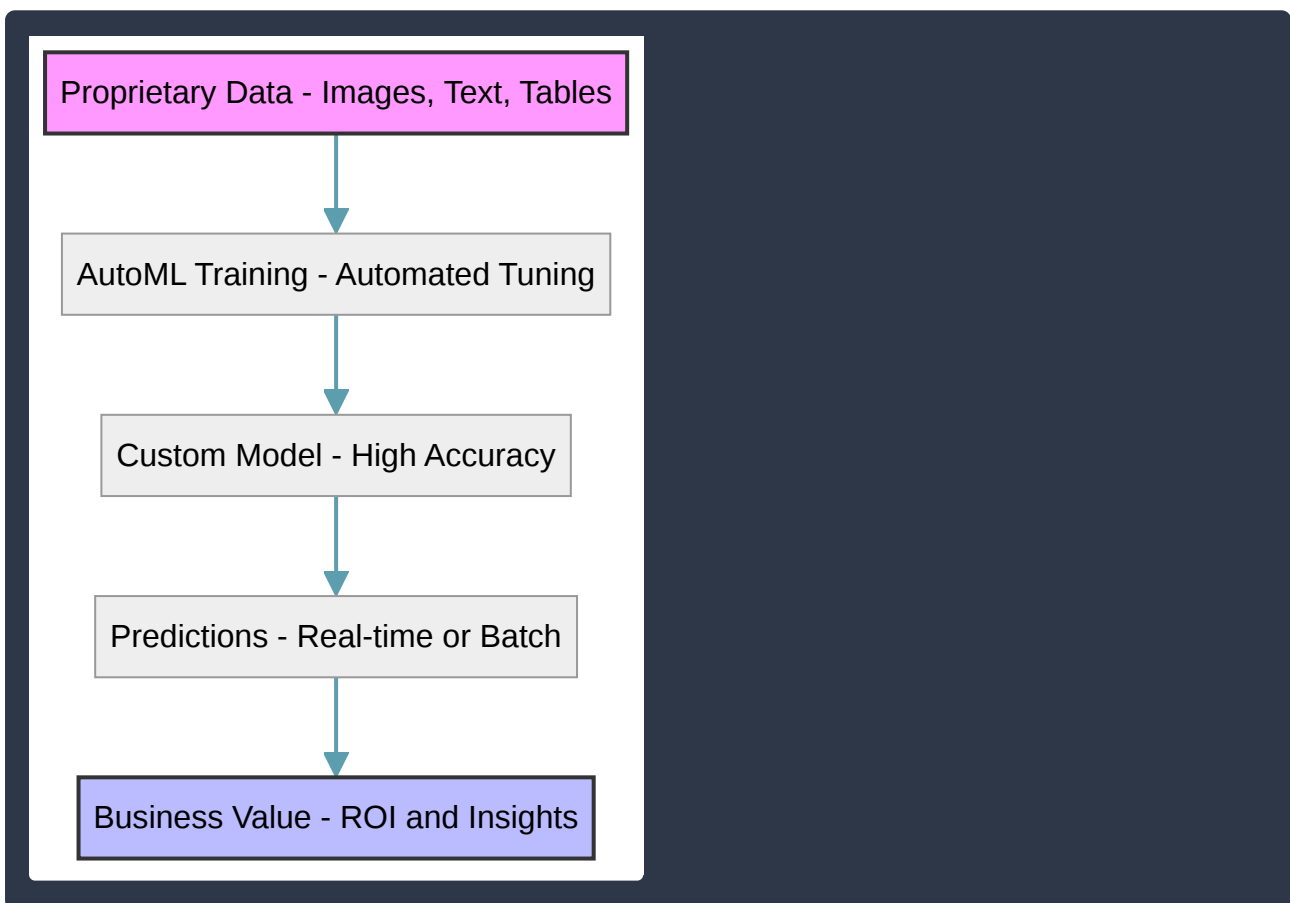 Proprietary Data - Images, Text, Tables
AutoML Training - Automated Tuning
Custom Model - High Accuracy
Predictions - Real-time or Batch
Business Value - ROI and Insights